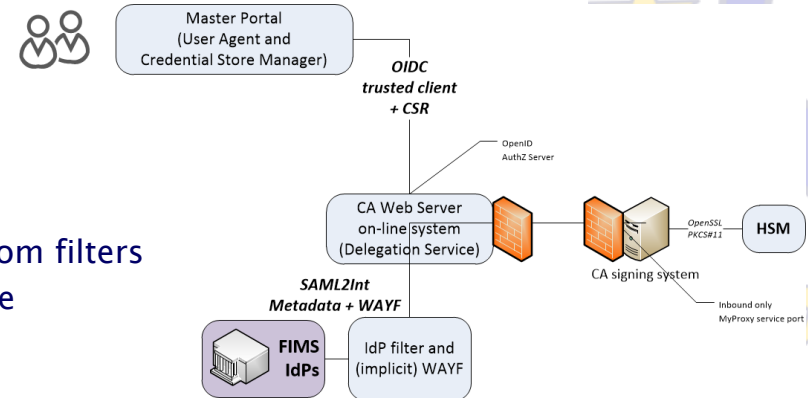 Master Portal
(User Agent and
Credential Store Manager)
OIDC
trusted client
+ CSR
OpenID
AuthZ Server
CA Web Server
on-line system
(Delegation Service)
OpenSSL
PKCS#11
HSM
CA signing system
Inbound only
MyProxy service port
om filters
e
SAML2Int
Metadata + WAYF
FIMS
IdPs
IdP filter and
(implicit) WAYF